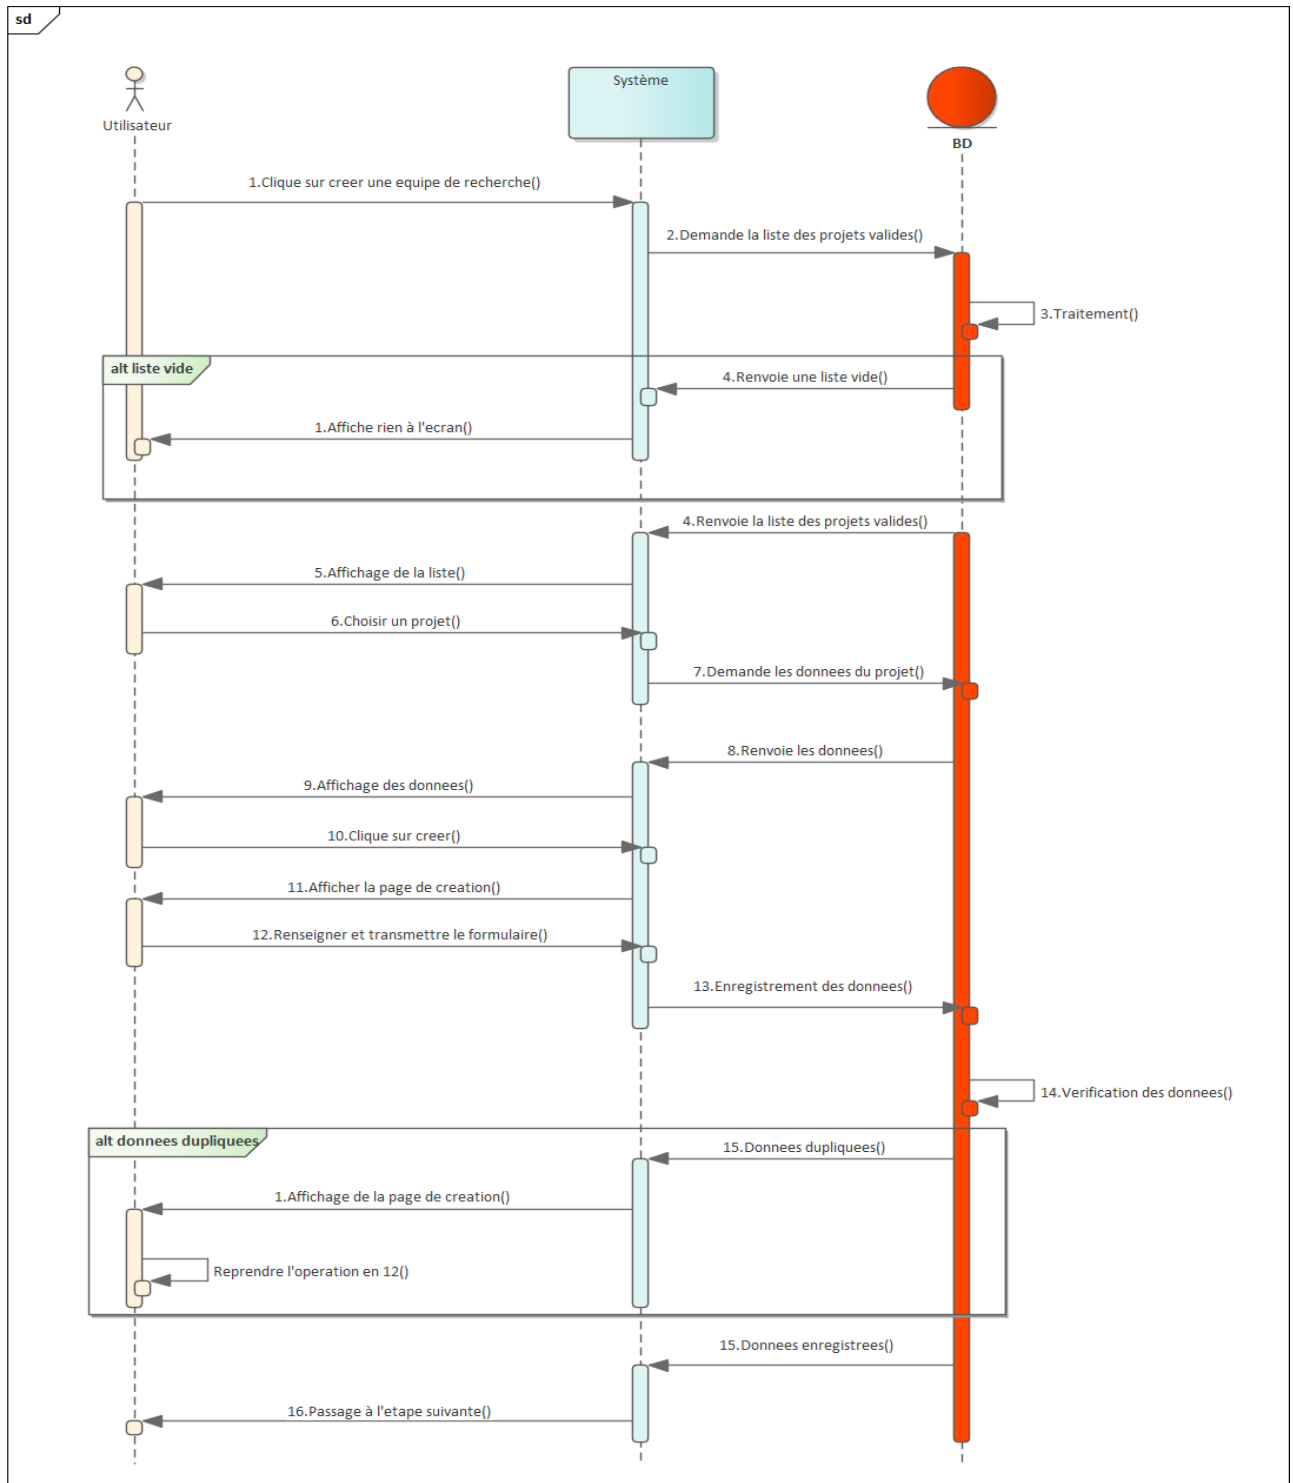 sd
Système
Utilisateur
BD
1.Clique sur creer une equipe de recherche()
2.Demande la liste des projets valides()
3.Traitement()
alt liste vide
4.Renvoie une liste vide()
1.Affiche rien à l'ecran()
4.Renvoie la liste des projets valides()
5.Affichage de la liste()
6.Choisir un projet()
7.Demande les donnees du projet()
8.Renvoie les donnees()
9.Affichage des donnees()
10.Clique sur creer()
11.Afficher la page de creation()
12.Renseigner et transmettre le formulaire()
13.Enregistrement des donnees()
14.Verification des donnees()
alt donnees dupliquees
15.Donnees dupliquees()
1.Affichage de la page de creation()
Reprendre l'operation en 12()
15.Donnees enregistrees()
16.Passage à l'etape suivante()